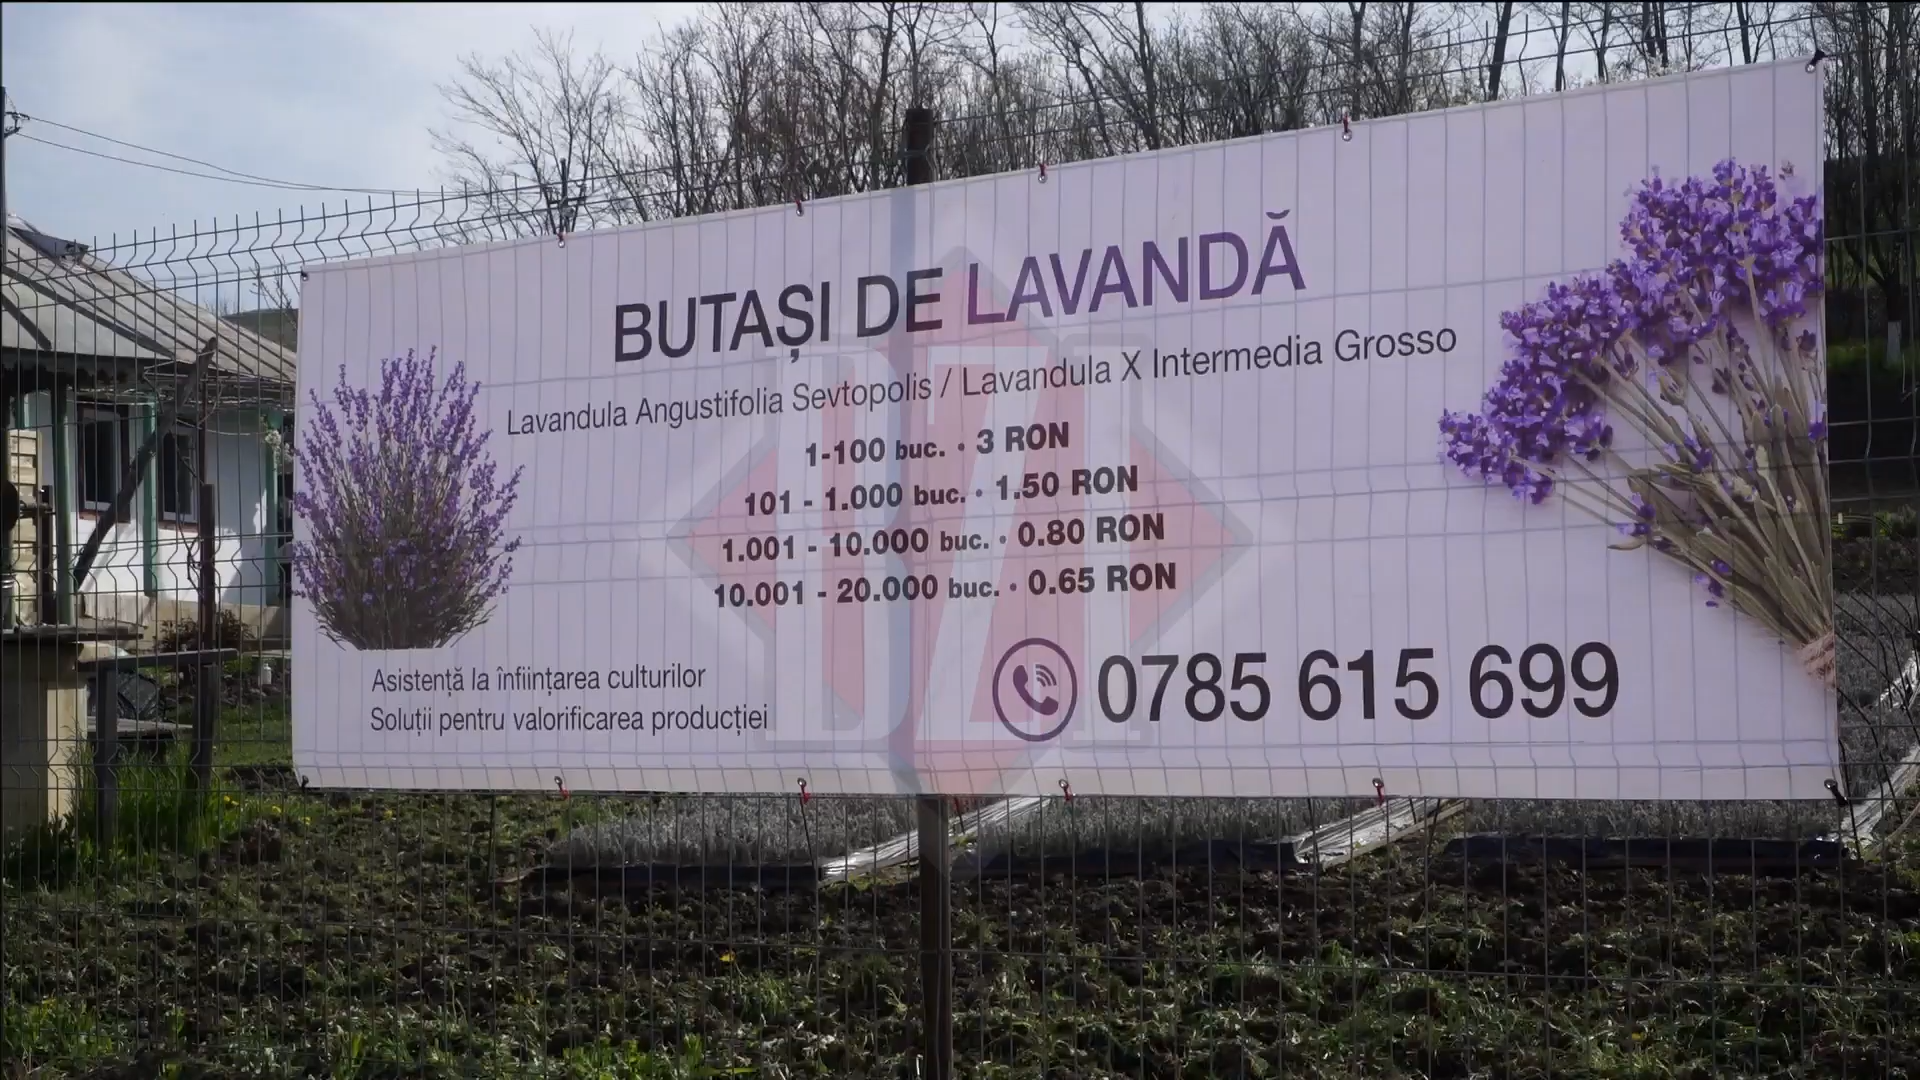 BUTAȘI DE LAVANDĂ
Lavandula Angustifolia Sevtopolis / Lavandula X Intermedia Grosso
1-100 buc. • 3 RON
101 - 1.000 buc. • 1.50 RON
1.001 - 10.000 buc. • 0.80 RON
10.001 - 20.000 buc. • 0.65 RON
Asistență la înființarea culturilor
Soluții pentru valorificarea producției
0785 615 699
BZI